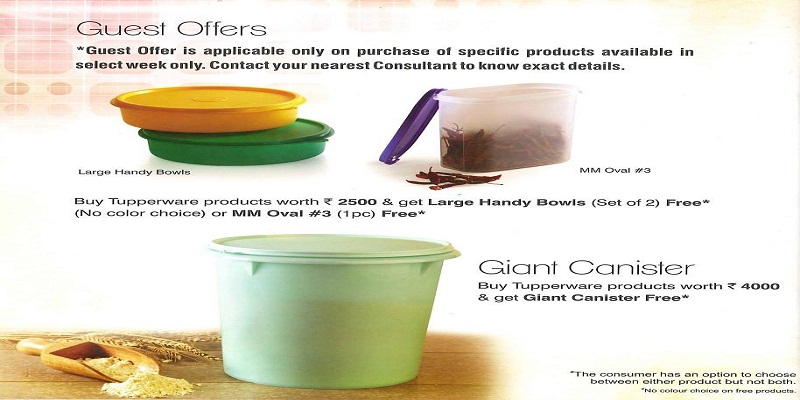 Guest Offers
*Guest Offer is applicable only on purchase of specific products available in
select week only. Contact your nearest Consultant to know exact details.
Large Handy Bowls
MM Oval #3
Buy Tupperware products worth ₹ 2500 & get Large Handy Bowls (Set of 2) Free*
(No color choice) or MM Oval #3 (1pc) Free*
Giant Canister
Buy Tupperware products worth ₹ 4000
& get Giant Canister Free*
*The consumer has an option to choose
between either product but not both.
*No colour choice on free products.